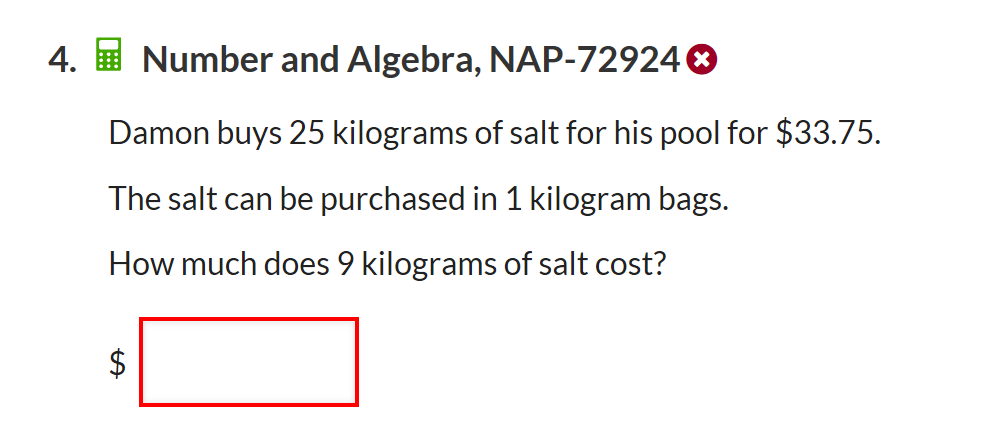 4. Number and Algebra, NAP-72924
Damon buys 25 kilograms of salt for his pool for $33.75.
The salt can be purchased in 1 kilogram bags.
How much does 9 kilograms of salt cost?
$